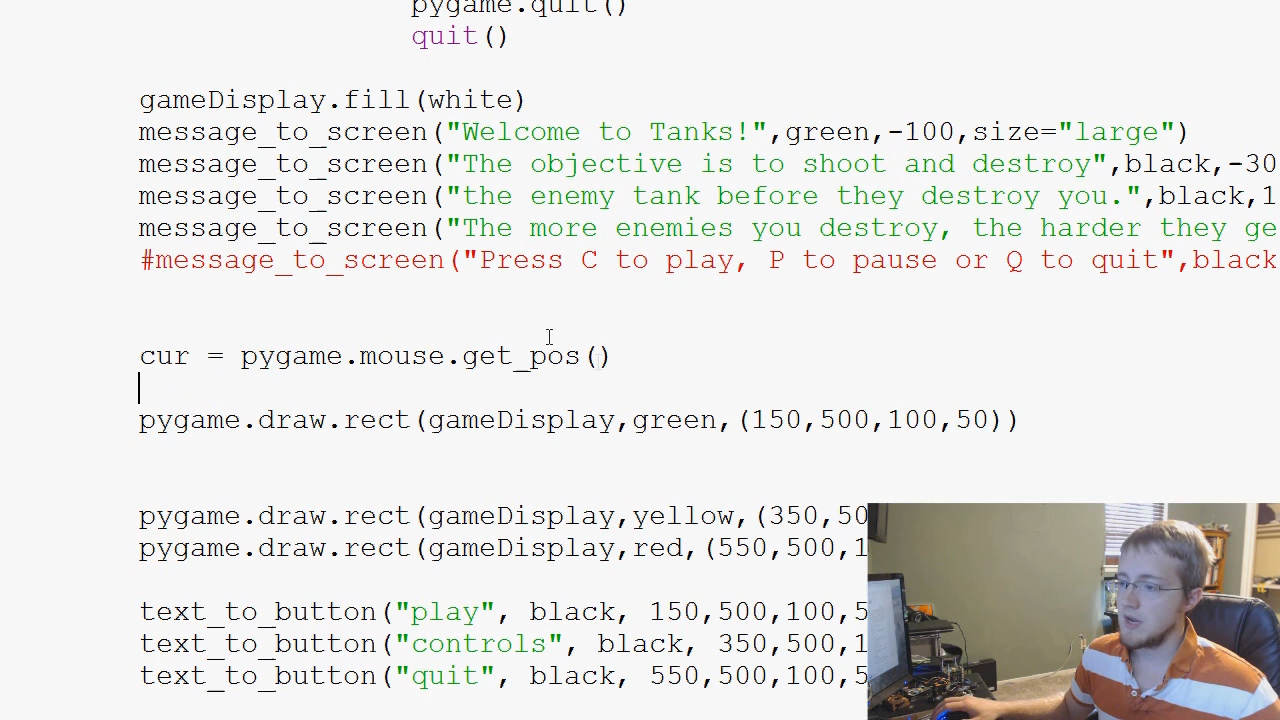 pygame.quit()
quit()
gameDisplay.fill(white)
message_to_screen("Welcome to Tanks!",green,-100,size="large")
message_to_screen("The objective is to shoot and destroy",black,-30
message_to_screen("the enemy tank before they destroy you.",black,1
message_to_screen("The more enemies you destroy, the harder they ge
#message_to_screen("Press C to play, P to pause or Q to quit",black
cur = pygame.mouse.get_pos()
pygame.draw.rect(gameDisplay,green,(150,500,100,50))
pygame.draw.rect(gameDisplay,yellow,(350,50
pygame.draw.rect(gameDisplay,red,(550,500,1
text_to_button("play", black, 150,500,100,5
text_to_button("controls", black, 350,500,1
text_to_button("quit", black, 550,500,100,5